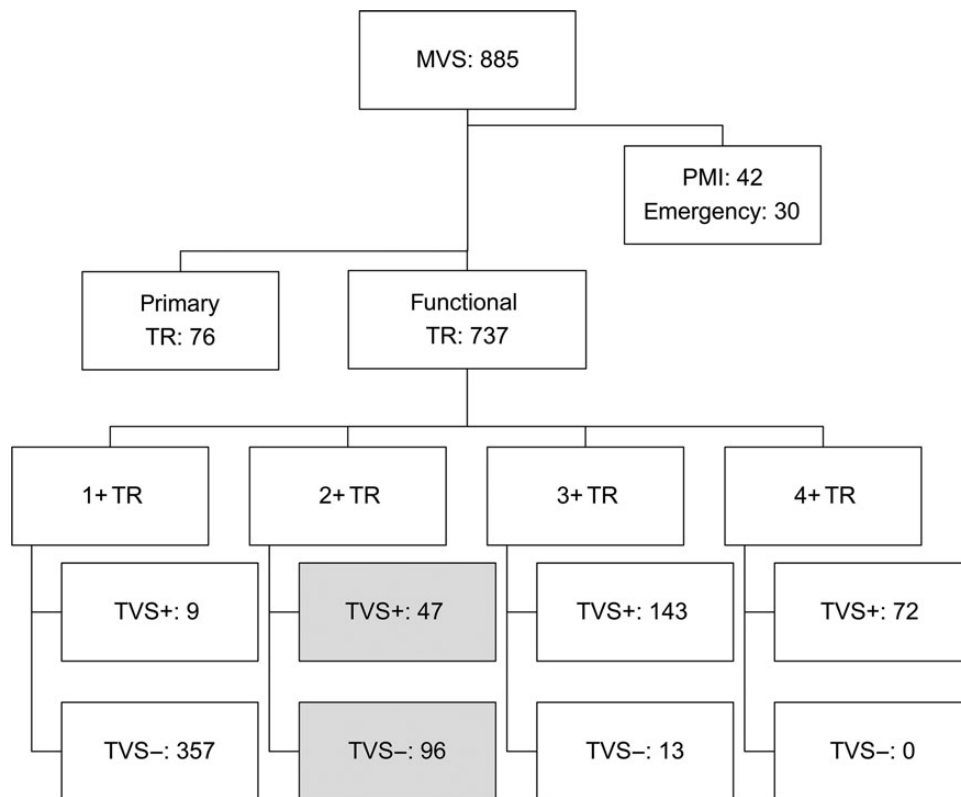 MVS: 885
PMI: 42
Emergency: 30
Primary
TR: 76
Functional
TR: 737
1+ TR
2+ TR
3+ TR
4+ TR
TVS+: 9
TVS+: 47
TVS+: 143
TVS+: 72
TVS–: 357
TVS–: 96
TVS–: 13
TVS–: 0